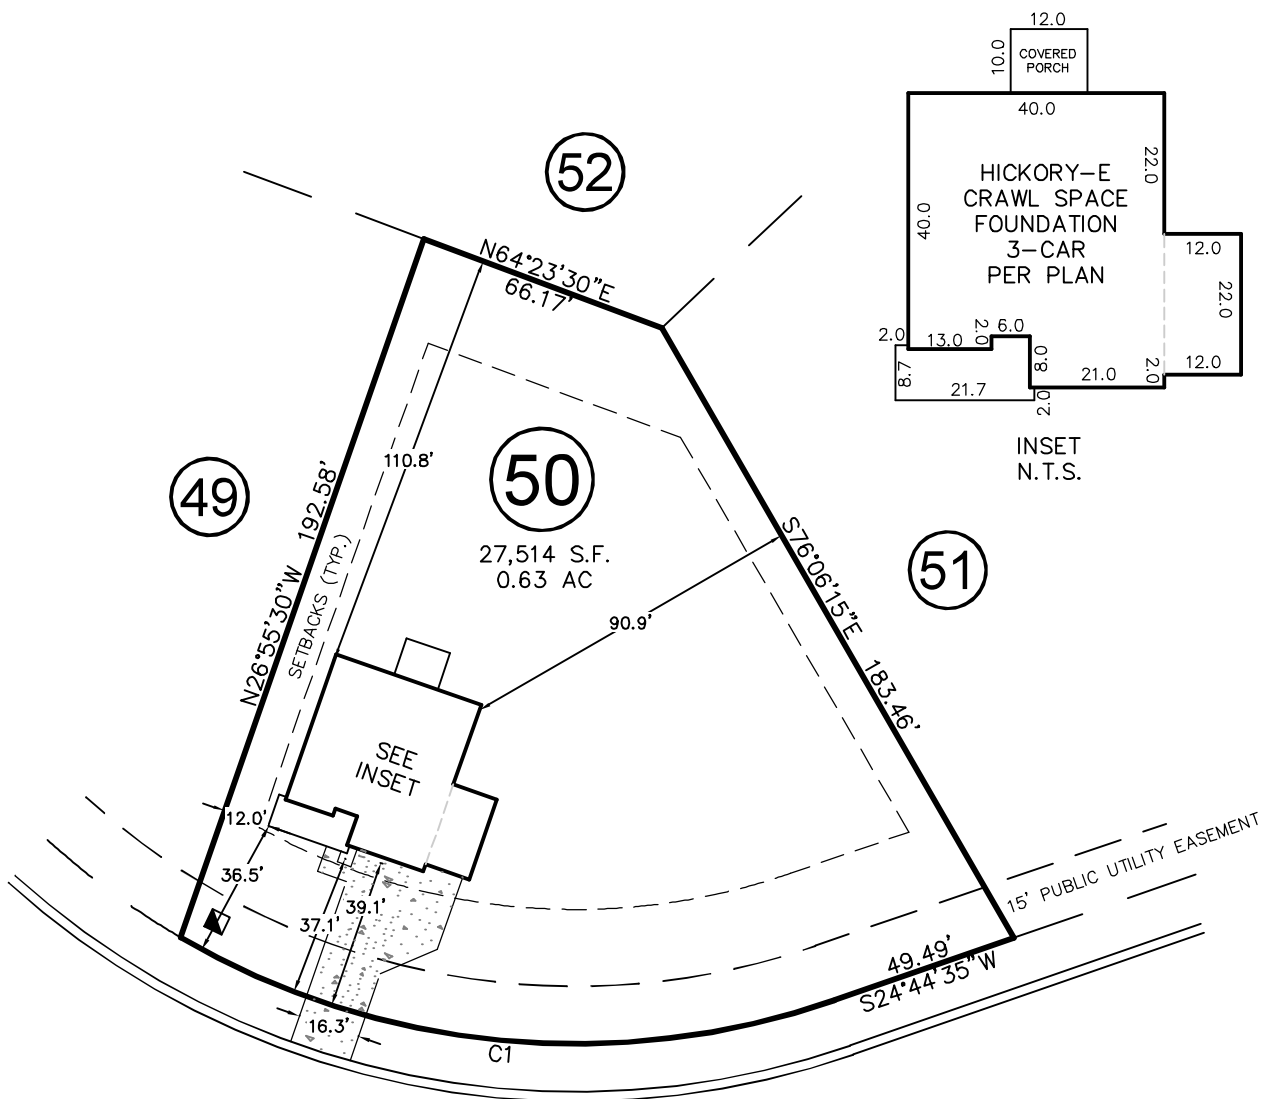 12.0
10.0
COVERED
PORCH
40.0
22.0
40.0
HICKORY-E
CRAWL SPACE
FOUNDATION
3-CAR
PER PLAN
12.0
22.0
2.0
13.0
2.0
6.0
8.0
2.0
12.0
21.0
8.7
21.7
2.0
INSET
N.T.S.
52
N64°23'30"E
66.17'
49
192.58'
N26°55'30"W
SETBACKS (TYP.)
110.8'
50
27,514 S.F.
0.63 AC
51
S76°06'15"E
183.46'
90.9'
SEE
INSET
12.0'
36.5'
37.1'
39.1'
16.3'
C1
49.49'
S24°44'35"W
15' PUBLIC UTILITY EASEMENT